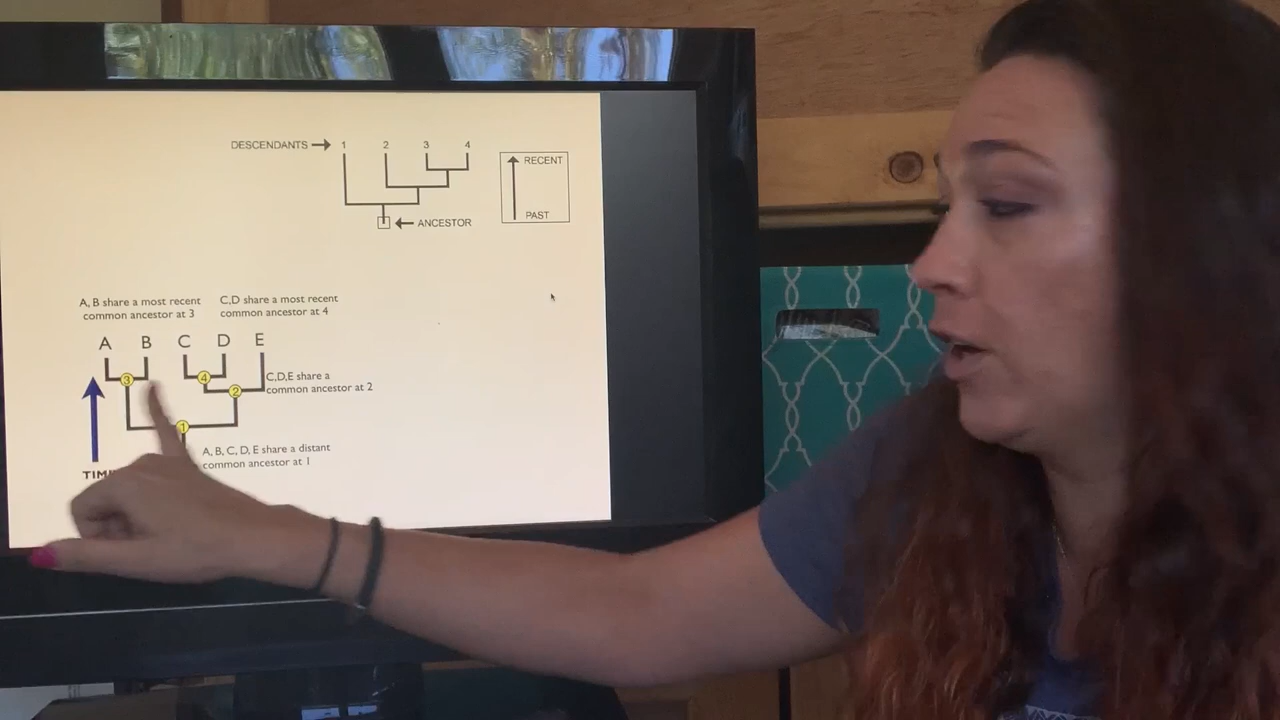 DESCENDANTS → 1 2 3 4
RECENT
PAST
← ANCESTOR
A, B share a most recent
common ancestor at 3
C,D share a most recent
common ancestor at 4
A B C D E
3
4
2
C,D,E share a
common ancestor at 2
1
A, B, C, D, E share a distant
common ancestor at 1